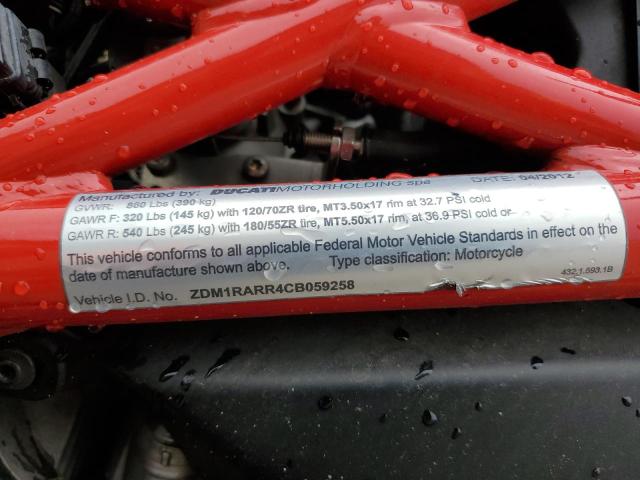 Manufactured by: DUCATIMOTORHOLDING spa DATE: 04/2012
GVWR: 860 Lbs (390 kg)
GAWR F: 320 Lbs (145 kg) with 120/70ZR tire, MT3.50x17 rim at 32.7 PSI cold
GAWR R: 540 Lbs (245 kg) with 180/55ZR tire, MT5.50x17 rim, at 36.9 PSI cold or
This vehicle conforms to all applicable Federal Motor Vehicle Standards in effect on the
date of manufacture shown above. Type classification: Motorcycle
432.1.593.1B
Vehicle I.D. No. ZDM1RARR4CB059258